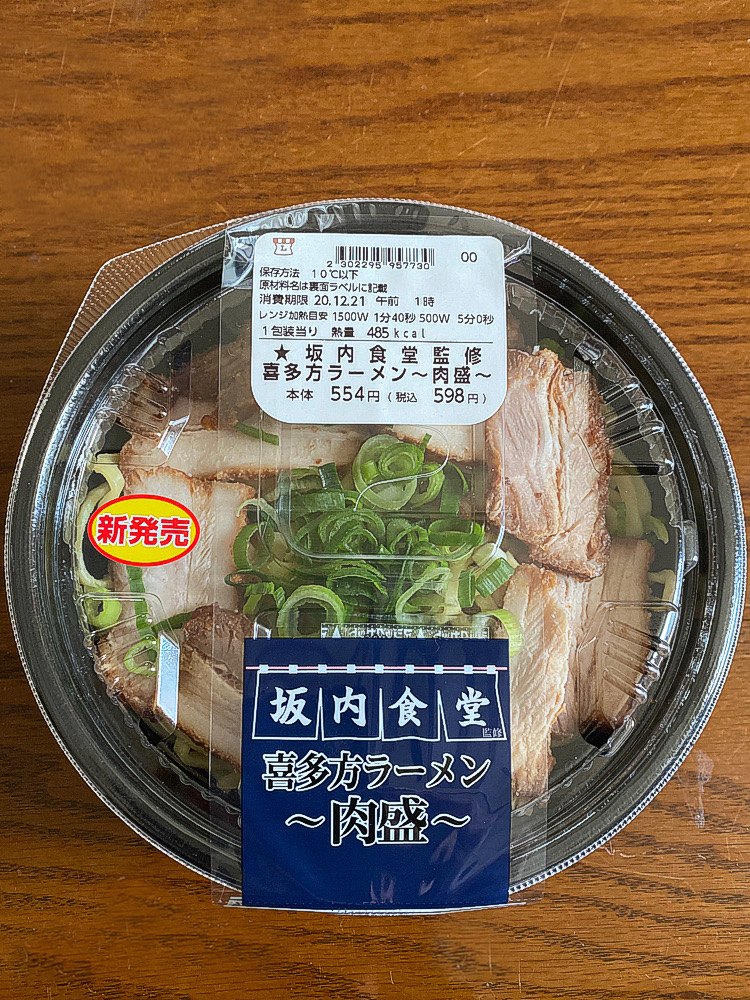 L
2 302295 957730
00
保存方法 10℃以下
原材料名は裏面ラベルに記載
消費期限 20.12.21 午前 1時
レンジ加熱目安 1500W 1分40秒 500W 5分0秒
1包装当り 熱量 485kcal
★ 坂内食堂監修
喜多方ラーメン〜肉盛〜
本体 554円(税込 598円)
新発売
坂内食堂
監修
喜多方ラーメン
〜肉盛〜